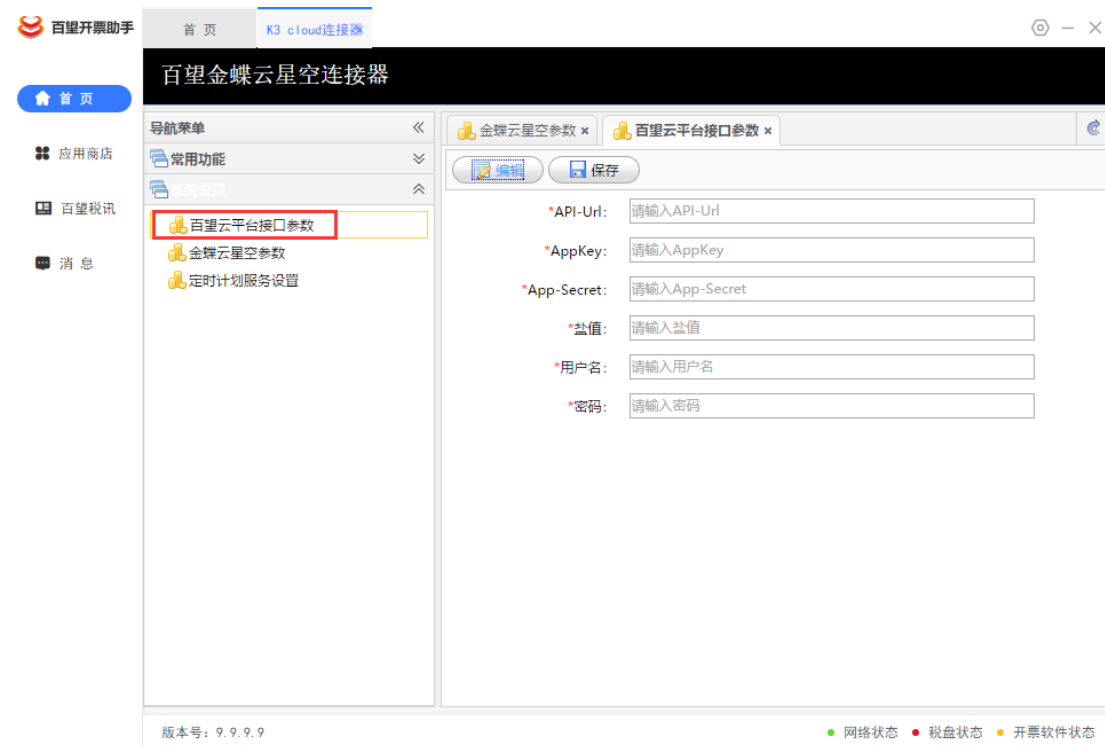 百望开票助手
首 页
K3 cloud连接器
百望金蝶云星空连接器
首 页
应用商店
百望税讯
消 息
导航菜单
常用功能
系统设置
百望云平台接口参数
金蝶云星空参数
定时计划服务设置
金蝶云星空参数
百望云平台接口参数
编辑
保存
*API-Url: 请输入API-Url
*AppKey: 请输入AppKey
*App-Secret: 请输入App-Secret
*盐值: 请输入盐值
*用户名: 请输入用户名
*密码: 请输入密码
版本号: 9.9.9.9
网络状态
税盘状态
开票软件状态